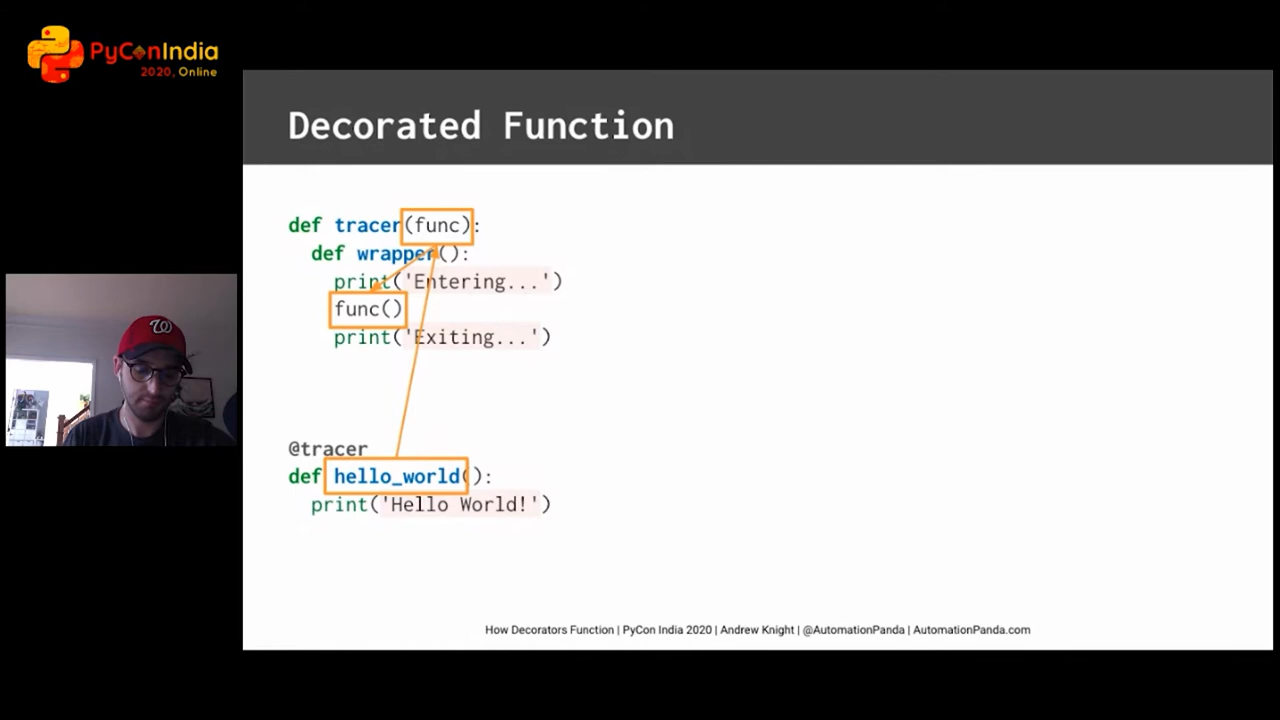 PyConIndia
2020, Online
Decorated Function
def tracer(func):
def wrapper():
print('Entering...')
func()
print('Exiting...')
@tracer
def hello_world():
print('Hello World!')
How Decorators Function | PyCon India 2020 | Andrew Knight | @AutomationPanda | AutomationPanda.com
W